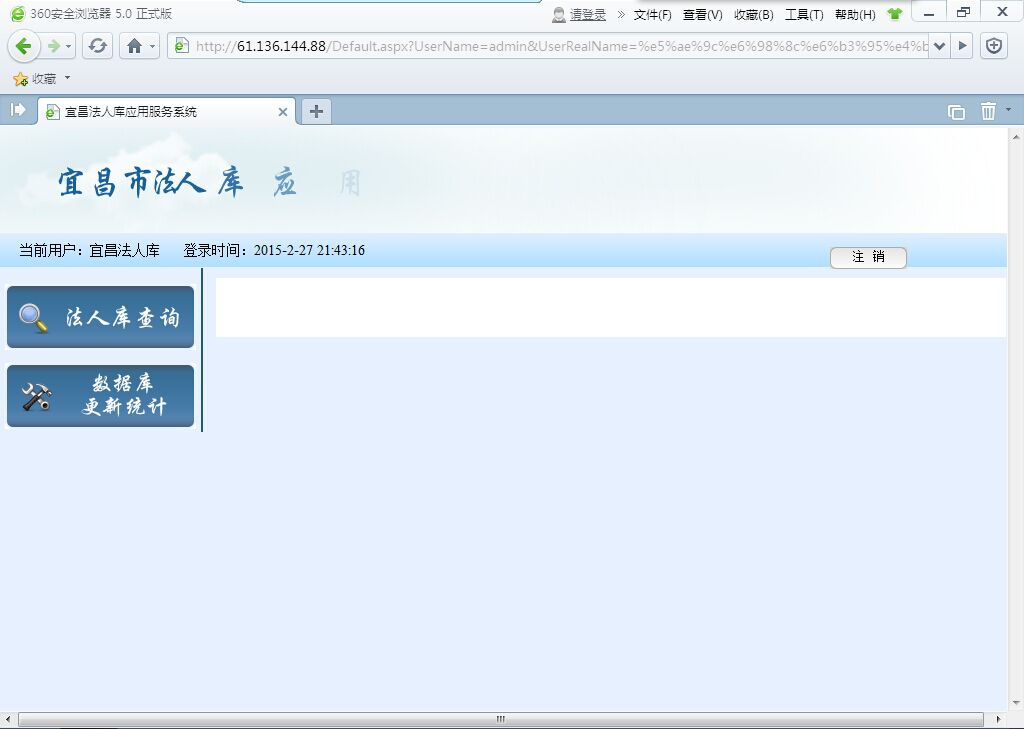 360安全浏览器 5.0 正式版
请登录 » 文件(F) 查看(V) 收藏(B) 工具(T) 帮助(H)
http://61.136.144.88/Default.aspx?UserName=admin&UserRealName=%e5%ae%9c%e6%98%8c%e6%b3%95%e4%b
收藏
宜昌法人库应用服务系统
宜昌市法人库应用
当前用户：宜昌法人库 登录时间：2015-2-27 21:43:16
注 销
法人库查询
数据库
更新统计